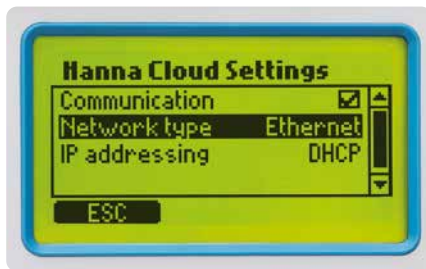 Hanna Cloud Settings
Communication
Network type Ethernet
IP addressing DHCP
ESC